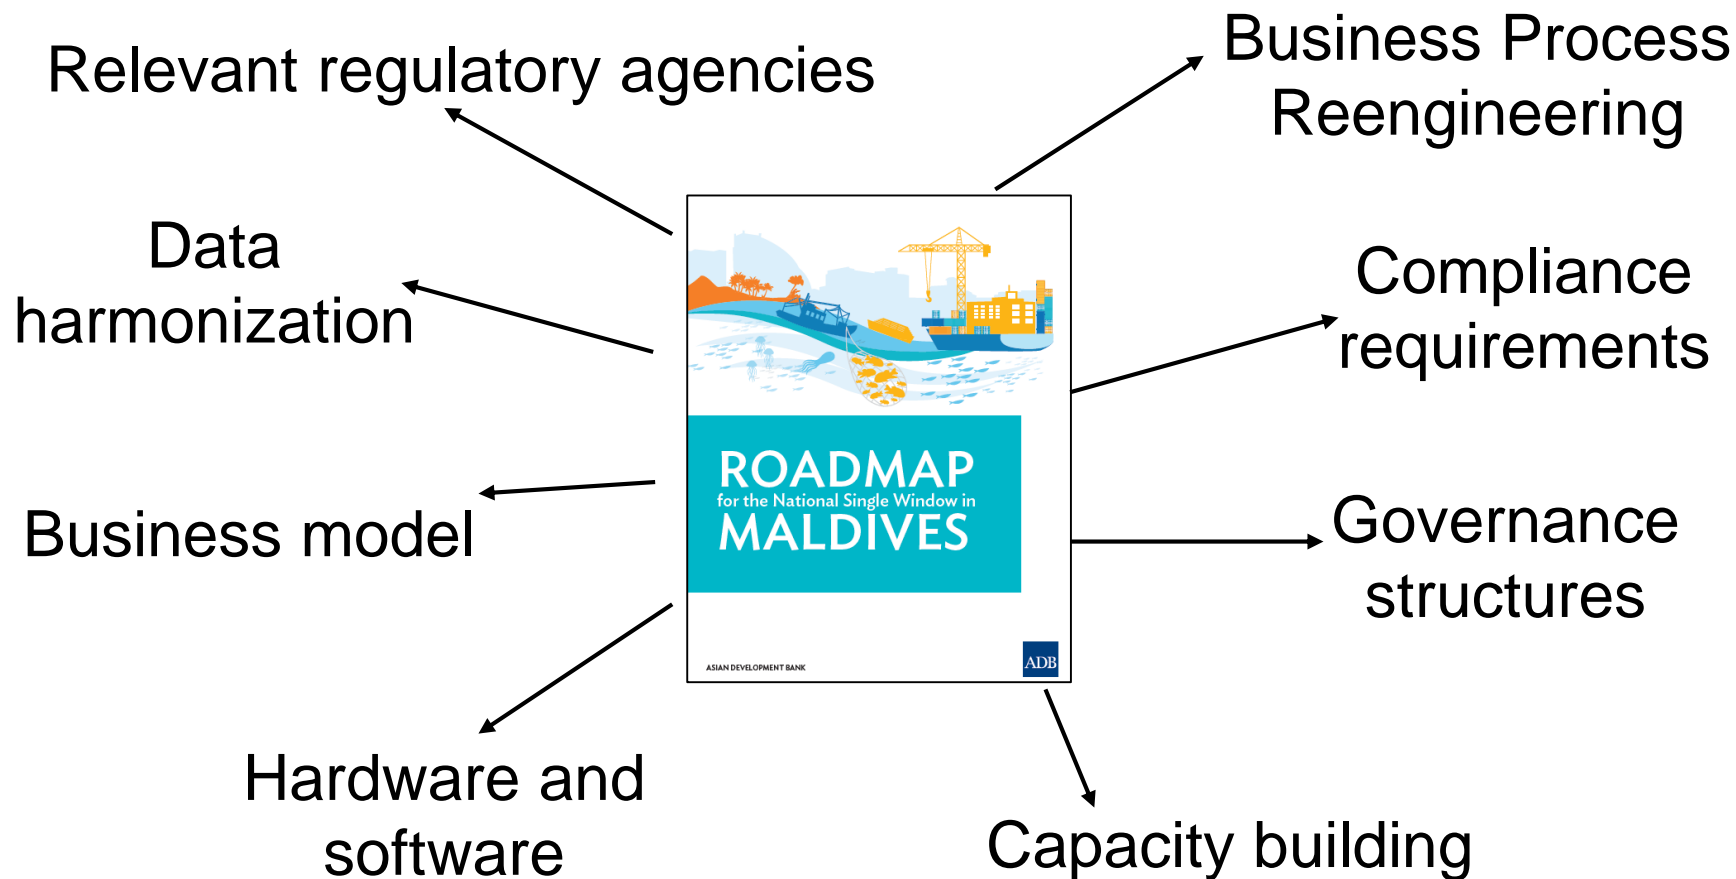 Relevant regulatory agencies
Business Process
Reengineering
Data
harmonization
Compliance
requirements
ROADMAP
for the National Single Window in
MALDIVES
Business model
Governance
structures
ASIAN DEVELOPMENT BANK
ADB
Hardware and
software
Capacity building